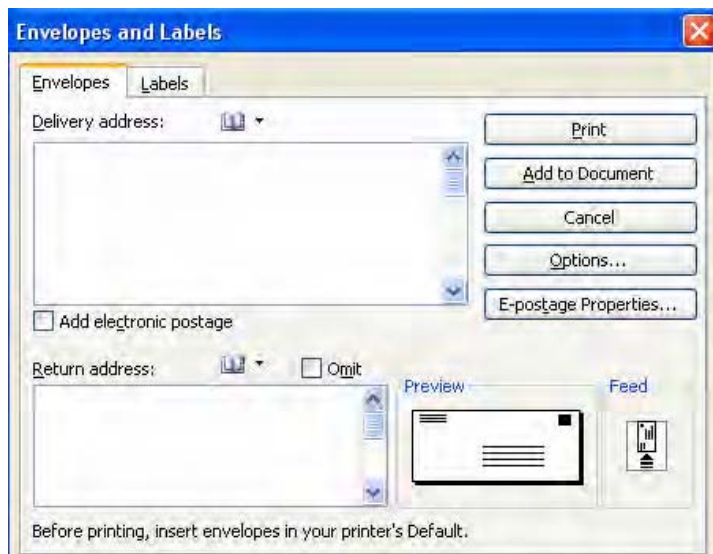 Envelopes and Labels
Envelopes Labels
Delivery address:
Print
Add to Document
Cancel
Options...
E-postage Properties...
Add electronic postage
Return address: Omit
Preview Feed
Before printing, insert envelopes in your printer's Default.